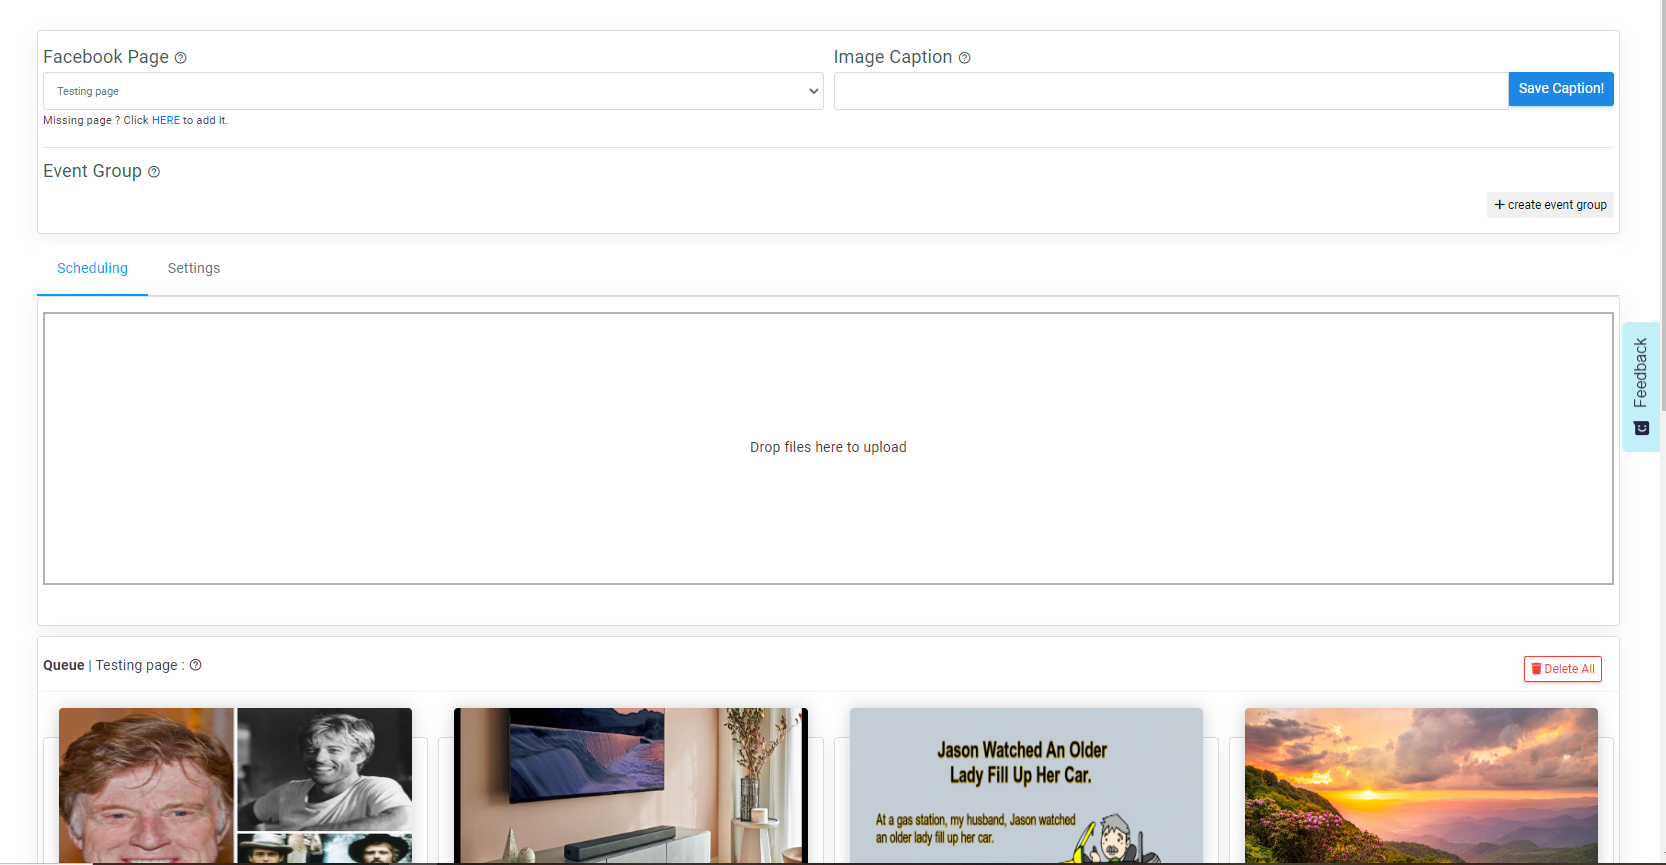 Facebook Page
Image Caption
Testing page
Save Caption!
Missing page ? Click HERE to add it.
Event Group
+ create event group
Scheduling
Settings
Feedback
Drop files here to upload
Queue | Testing page :
Delete All
Jason Watched An Older
Lady Fill Up Her Car.
At a gas station, my husband, Jason watched
an older lady fill up her car.